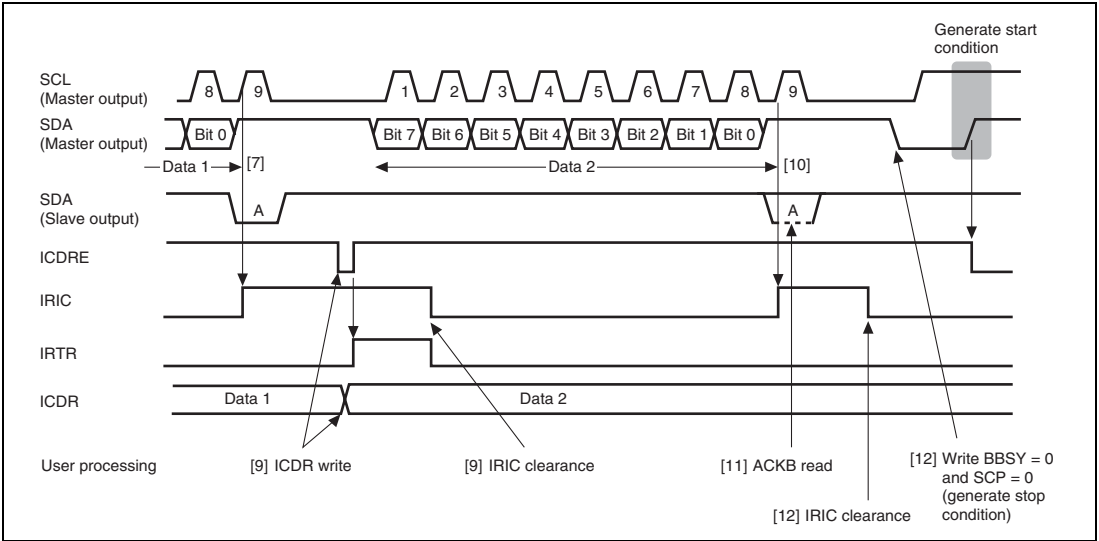 Generate start
condition
SCL
(Master output)
8 9 1 2 3 4 5 6 7 8 9
SDA
(Master output)
Bit 0 Bit 7 Bit 6 Bit 5 Bit 4 Bit 3 Bit 2 Bit 1 Bit 0
Data 1 [7] Data 2 [10]
SDA
(Slave output)
A A
ICDRE
IRIC
IRTR
ICDR Data 1 Data 2
User processing [9] ICDR write [9] IRIC clearance [11] ACKB read [12] Write BBSY = 0
and SCP = 0
(generate stop
condition)
[12] IRIC clearance